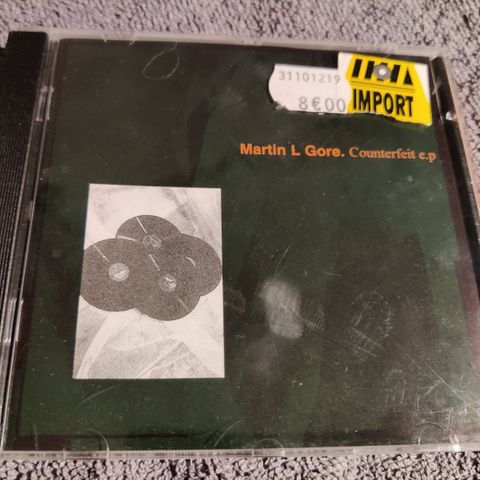 31101219
8€00
IMPORT
Martin L Gore. Counterfeit e.p